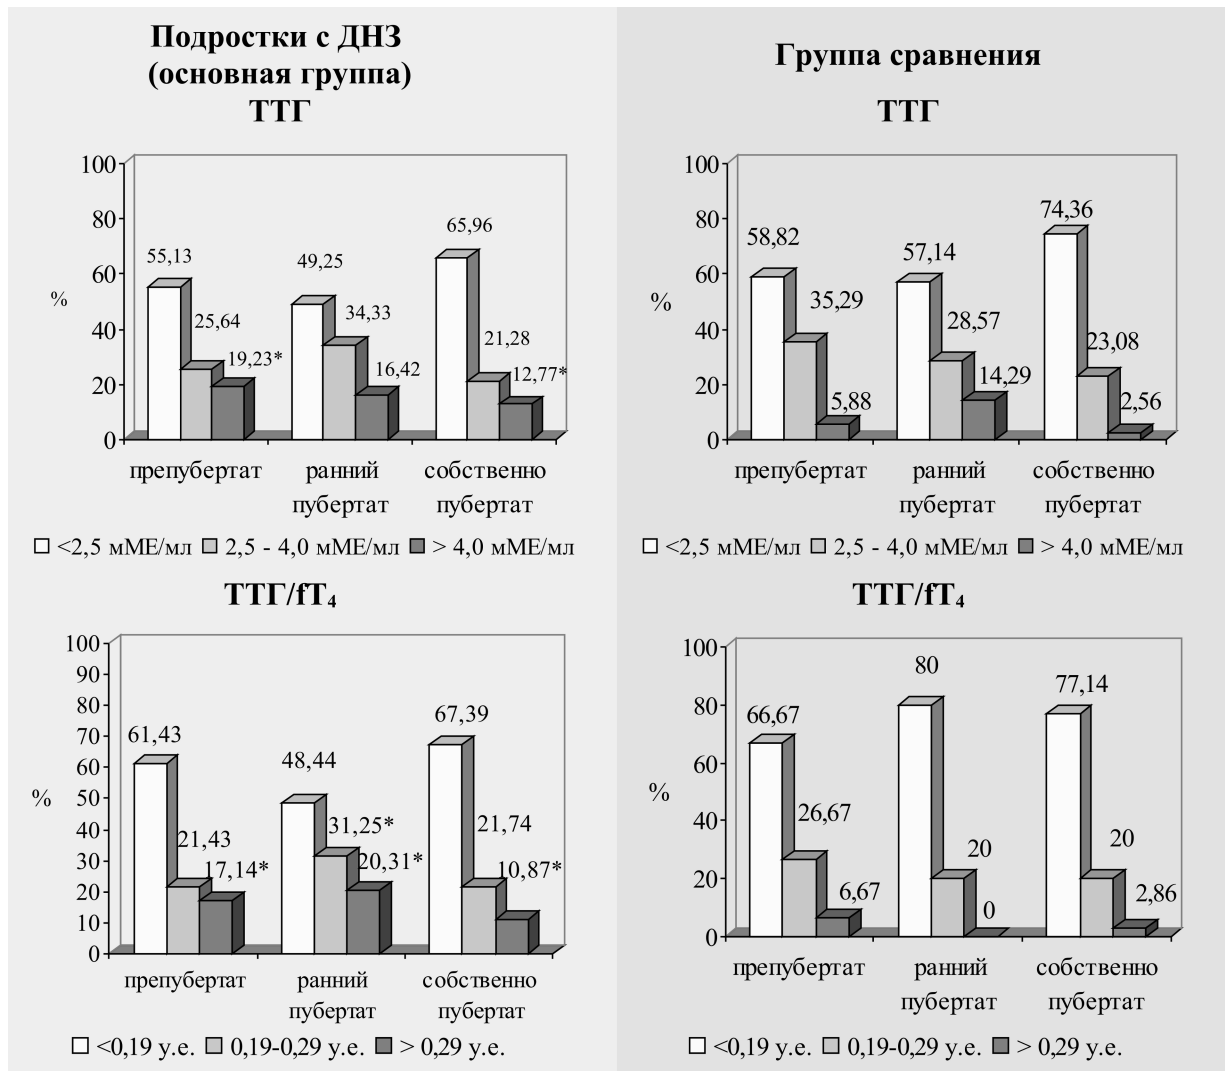 Подростки с ДНЗ
(основная группа)
ТТГ
100
80
60
40
20
0
%
55,13
25,64
19,23*
49,25
34,33
16,42
65,96
21,28
12,77*
препубертат
ранний
пубертат
собственно
пубертат
<2,5 мМЕ/мл
2,5 - 4,0 мМЕ/мл
> 4,0 мМЕ/мл
Группа сравнения
ТТГ
100
80
60
40
20
0
%
58,82
35,29
5,88
57,14
28,57
14,29
74,36
23,08
2,56
препубертат
ранний
пубертат
собственно
пубертат
<2,5 мМЕ/мл
2,5 - 4,0 мМЕ/мл
> 4,0 мМЕ/мл
ТТГ/fT₄
100
90
80
70
60
50
40
30
20
10
0
%
61,43
21,43
17,14*
48,44
31,25*
20,31*
67,39
21,74
10,87*
препубертат
ранний
пубертат
собственно
пубертат
<0,19 у.е.
0,19-0,29 у.е.
> 0,29 у.е.
ТТГ/fT₄
100
80
60
40
20
0
%
66,67
26,67
6,67
80
20
0
77,14
20
2,86
препубертат
ранний
пубертат
собственно
пубертат
<0,19 у.е.
0,19-0,29 у.е.
> 0,29 у.е.